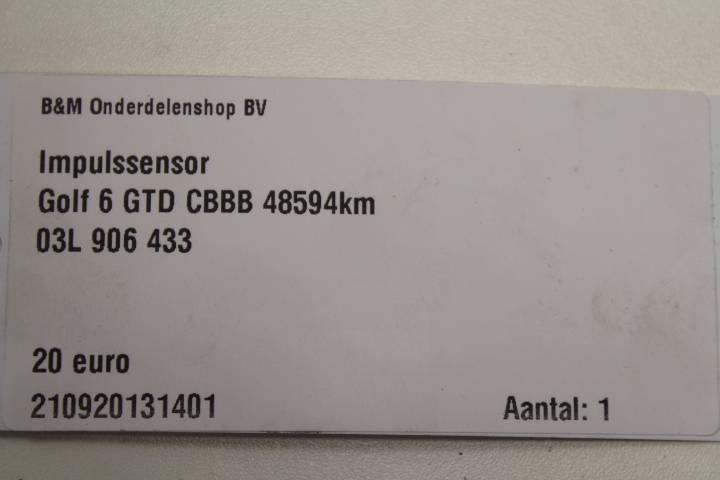 B&M Onderdelenshop BV
Impulssensor
Golf 6 GTD CBBB 48594km
03L 906 433
20 euro
210920131401 Aantal: 1